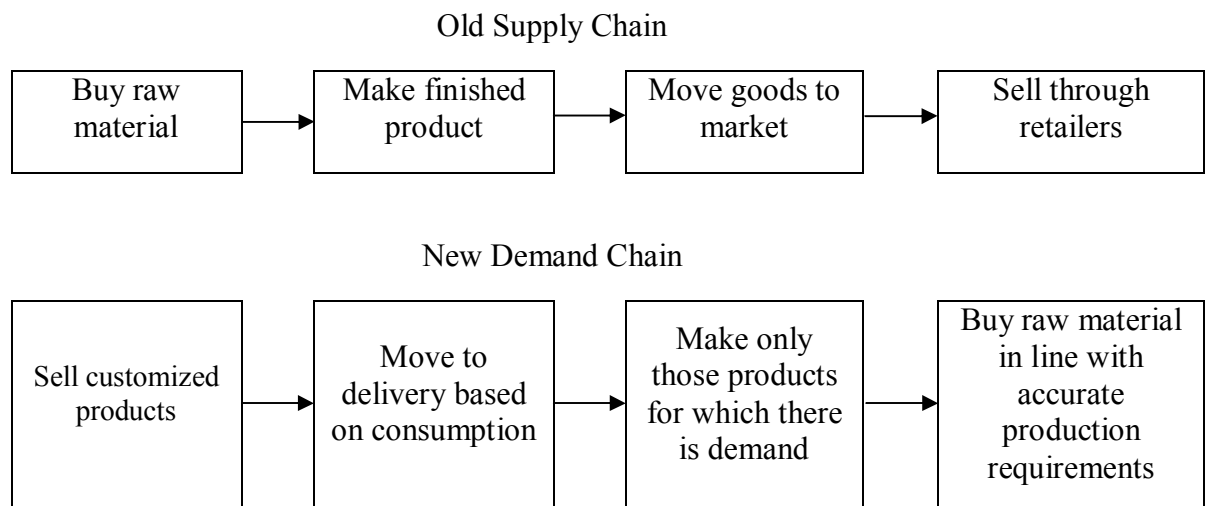 Old Supply Chain
Buy raw
material
Make finished
product
Move goods to
market
Sell through
retailers
New Demand Chain
Sell customized
products
Move to
delivery based
on consumption
Make only
those products
for which there
is demand
Buy raw material
in line with
accurate
production
requirements